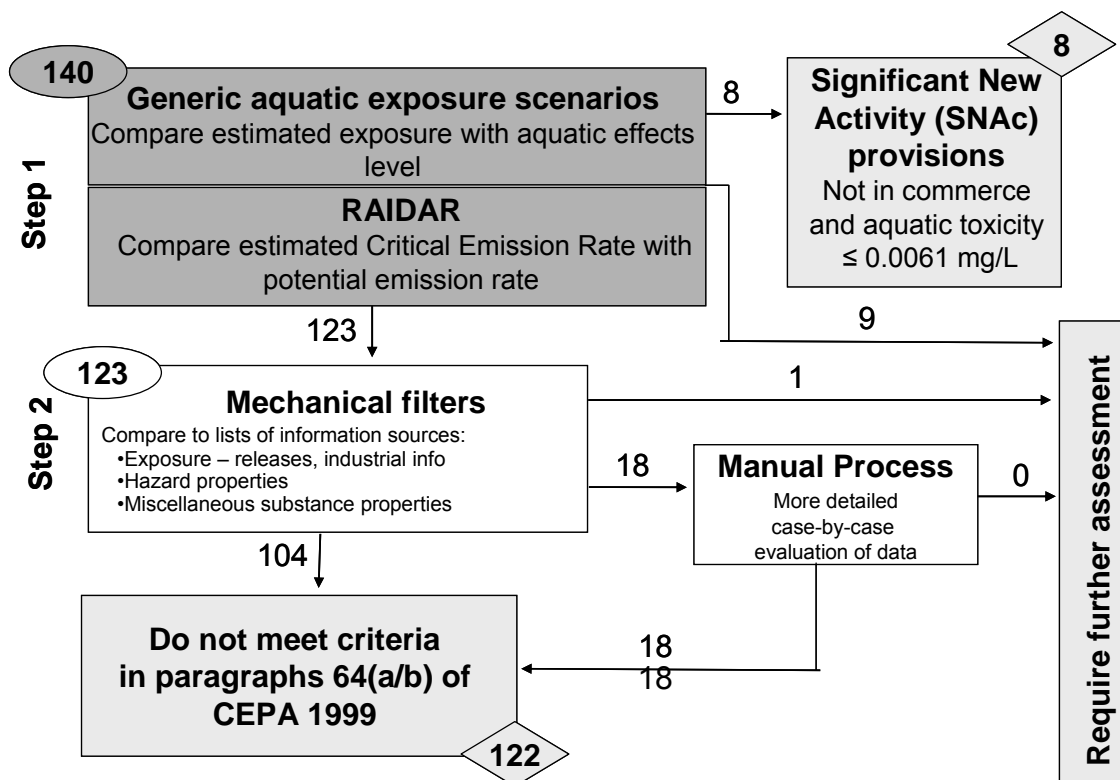 140
Generic aquatic exposure scenarios
Compare estimated exposure with aquatic effects
level
8
8
Significant New
Activity (SNAc)
provisions
Not in commerce
and aquatic toxicity
≤ 0.0061 mg/L
Step 1
RAIDAR
Compare estimated Critical Emission Rate with
potential emission rate
123
9
123
1
Step 2
Mechanical filters
Compare to lists of information sources:
•Exposure – releases, industrial info
•Hazard properties
•Miscellaneous substance properties
18
Manual Process
More detailed
case-by-case
evaluation of data
0
Require further assessment
104
Do not meet criteria
in paragraphs 64(a/b) of
CEPA 1999
18
18
122